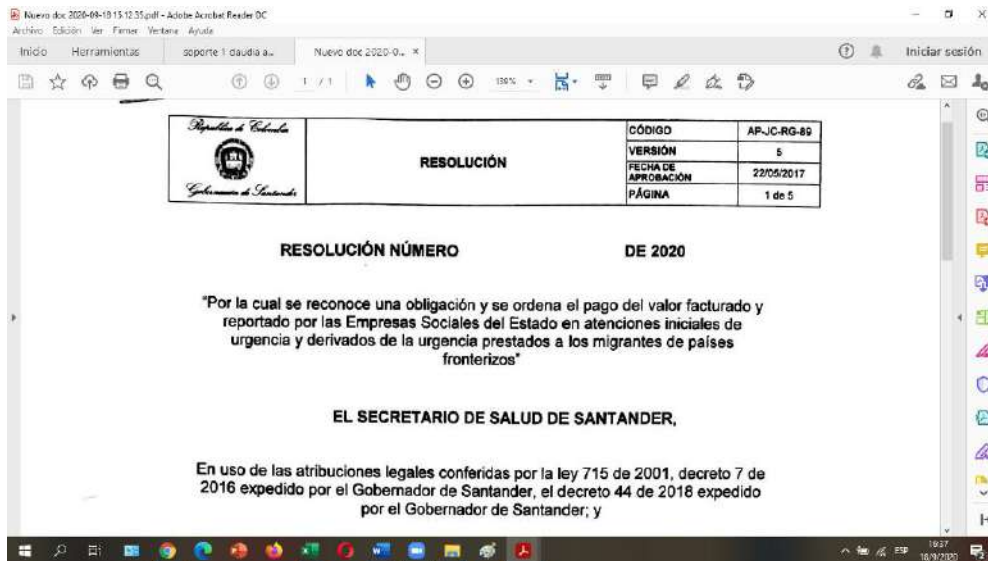 Nuevo doc 2020-09-18 15.12.35.pdf - Adobe Acrobat Reader DC
Archivo Edición Ver Firmar Ventana Ayuda
Inicio Herramientas soporte 1 claudia a... Nuevo doc 2020-0... × Iniciar sesión
1 / 1 139%
República de Colombia
Gobernación de Santander
RESOLUCIÓN
CÓDIGO AP-JC-RG-89
VERSIÓN 5
FECHA DE
APROBACIÓN 22/05/2017
PÁGINA 1 de 5
RESOLUCIÓN NÚMERO DE 2020
"Por la cual se reconoce una obligación y se ordena el pago del valor facturado y
reportado por las Empresas Sociales del Estado en atenciones iniciales de
urgencia y derivados de la urgencia prestados a los migrantes de países
fronterizos"
EL SECRETARIO DE SALUD DE SANTANDER,
En uso de las atribuciones legales conferidas por la ley 715 de 2001, decreto 7 de
2016 expedido por el Gobernador de Santander, el decreto 44 de 2018 expedido
por el Gobernador de Santander; y
ESP
16:37
18/9/2020